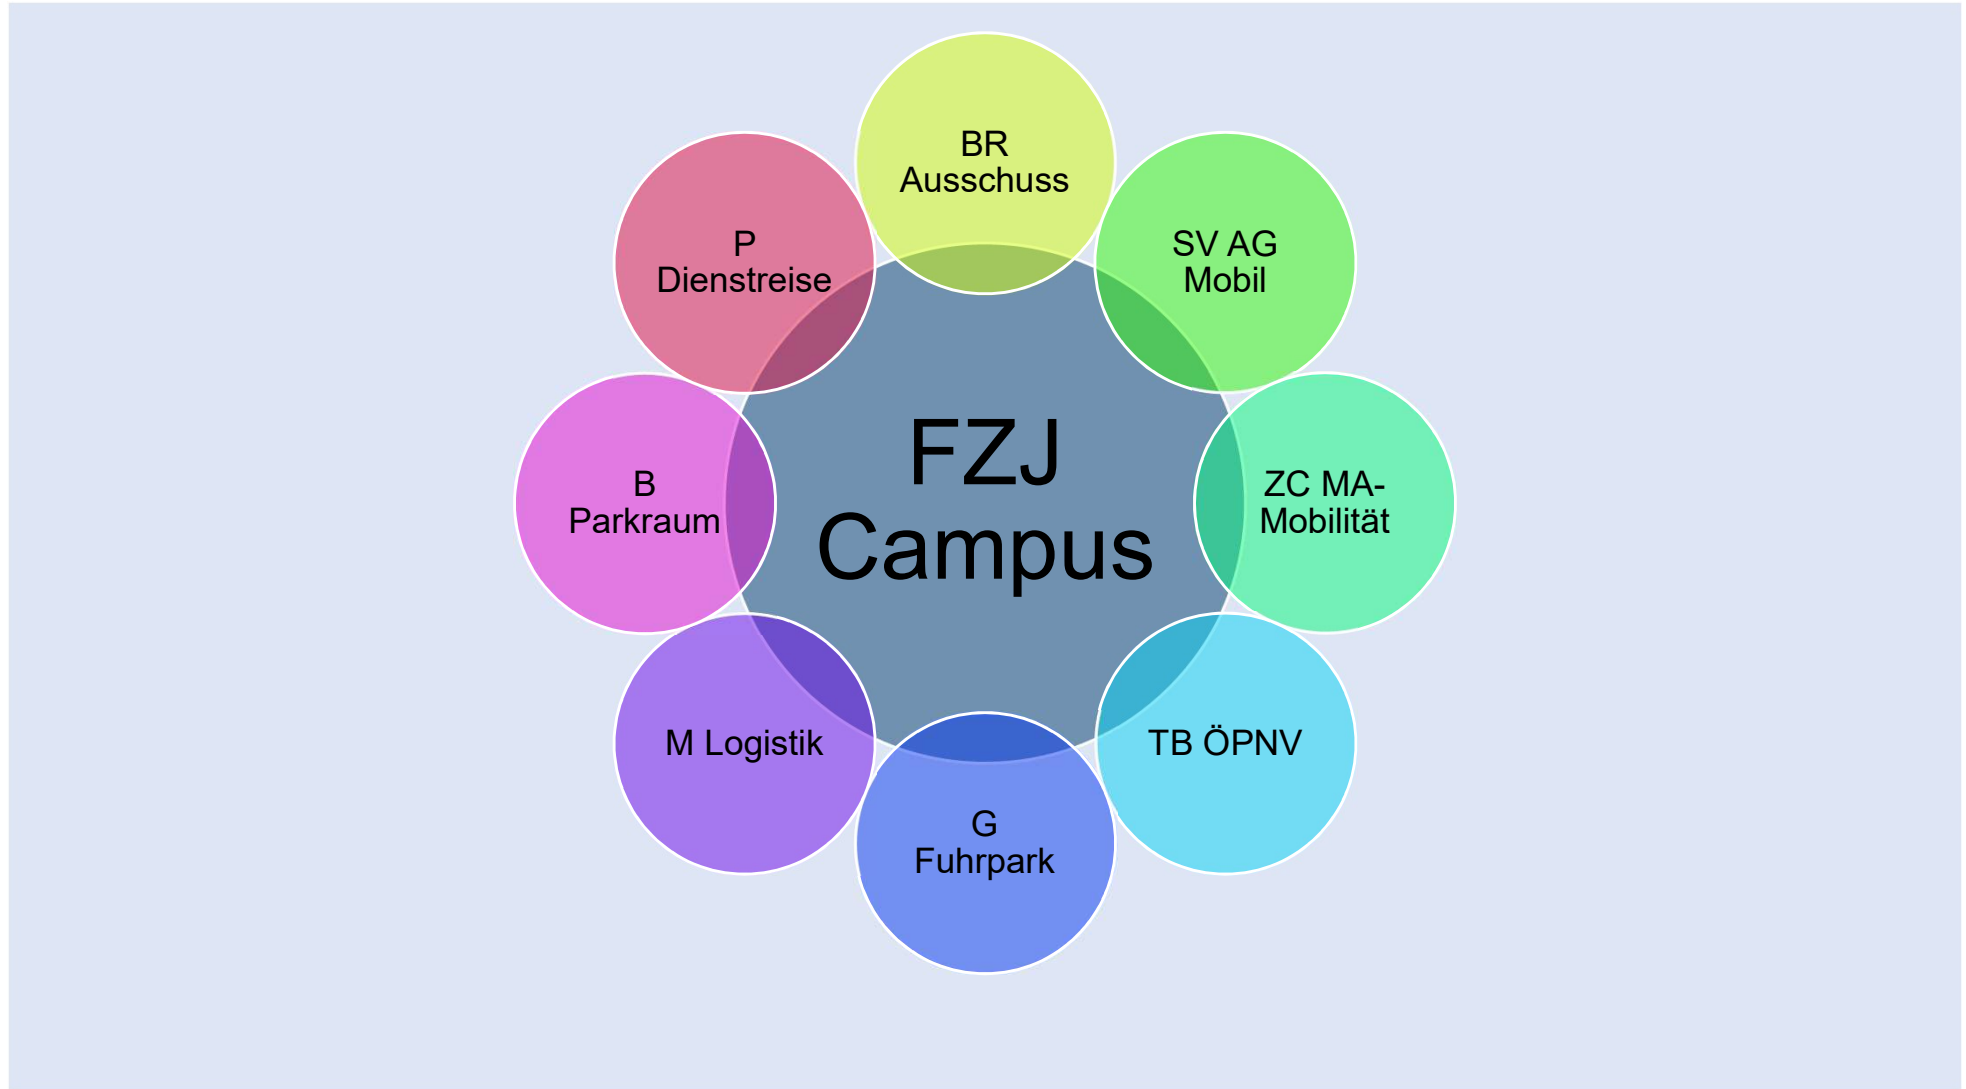 BR
Ausschuss
SV AG
Mobil
ZC MA-
Mobilität
TB ÖPNV
G
Fuhrpark
M Logistik
B
Parkraum
P
Dienstreise
FZJ
Campus